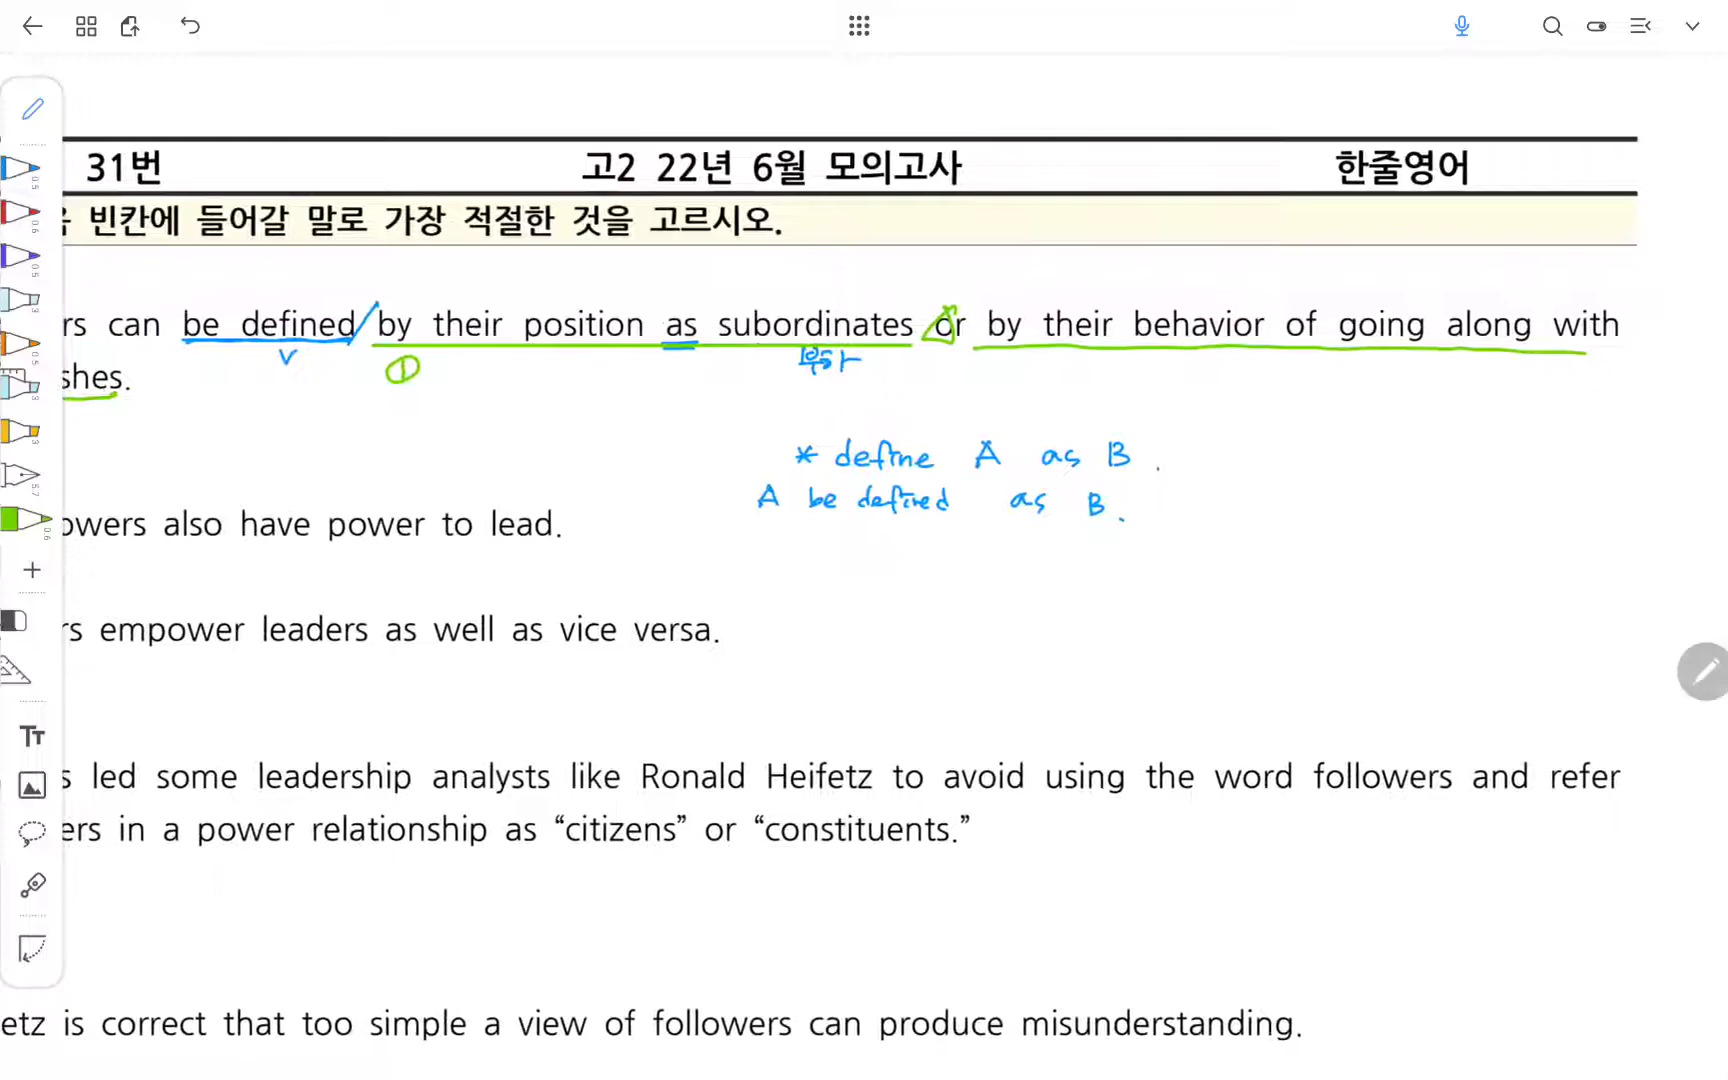 31번 고2 22년 6월 모의고사 한줄영어
빈칸에 들어갈 말로 가장 적절한 것을 고르시오.
rs can be defined by their position as subordinates or by their behavior of going along with
v ① 부하
shes.
* define A as B.
A be defined as B.
owers also have power to lead.
rs empower leaders as well as vice versa.
Tт
s led some leadership analysts like Ronald Heifetz to avoid using the word followers and refer
ers in a power relationship as “citizens” or “constituents.”
etz is correct that too simple a view of followers can produce misunderstanding.